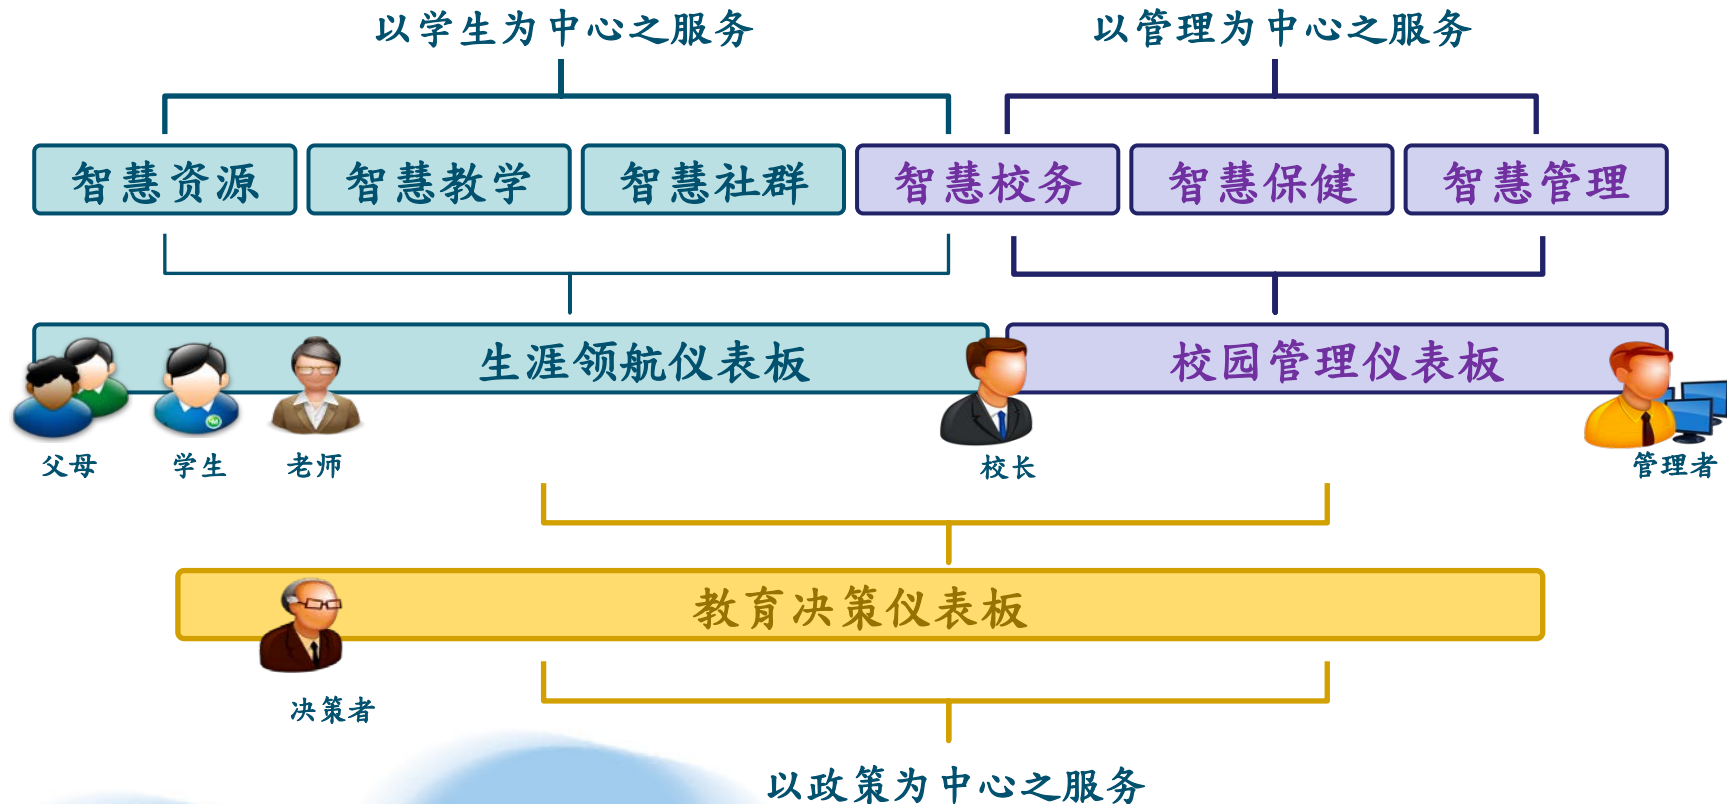 以学生为中心之服务
以管理为中心之服务
智慧资源
智慧教学
智慧社群
智慧校务
智慧保健
智慧管理
生涯领航仪表板
校园管理仪表板
父母
学生
老师
校长
管理者
教育决策仪表板
决策者
以政策为中心之服务